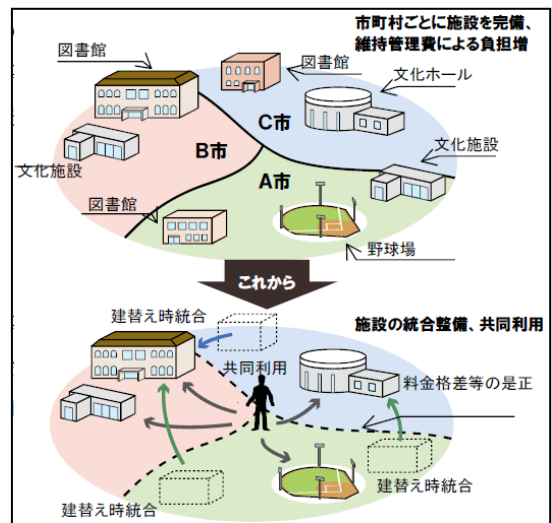 市町村ごとに施設を完備、
維持管理費による負担増
図書館
図書館
文化ホール
C市
B市
文化施設
文化施設
A市
図書館
野球場
これから
建替え時統合
施設の統合整備、共同利用
共同利用
料金格差等の是正
建替え時統合
建替え時統合